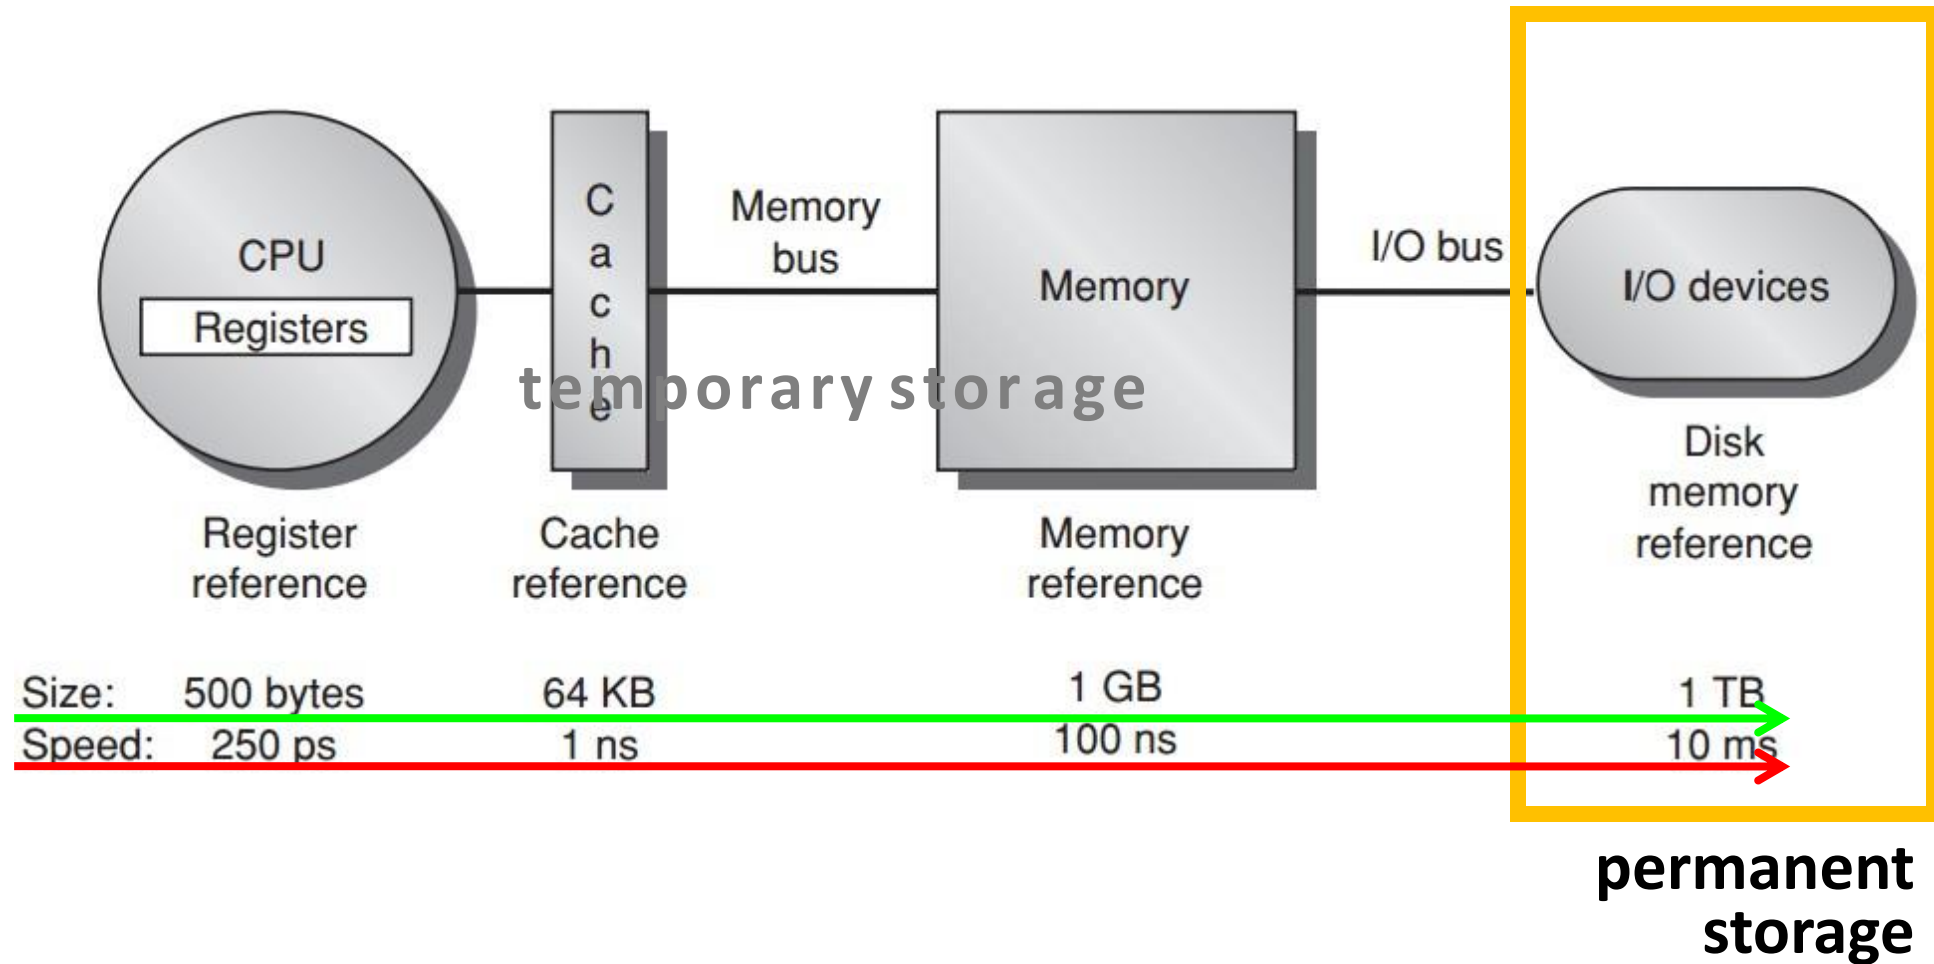 CPU
Registers
Cache
Memory
bus
Memory
I/O bus
I/O devices
temporary storage
Register
reference
Cache
reference
Memory
reference
Disk
memory
reference
Size: 500 bytes 64 KB 1 GB 1 TB
Speed: 250 ps 1 ns 100 ns 10 ms
permanent
storage